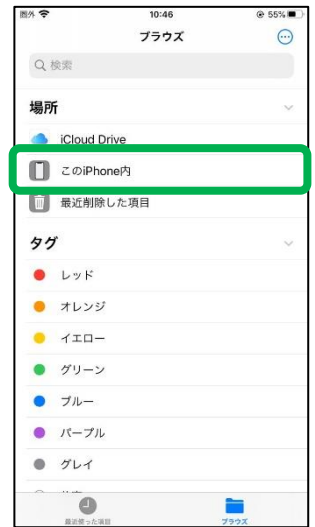 圏外 10:46 55%
ブラウズ
検索
場所
iCloud Drive
このiPhone内
最近削除した項目
タグ
レッド
オレンジ
イエロー
グリーン
ブルー
パープル
グレイ
最近使った項目 ブラウズ